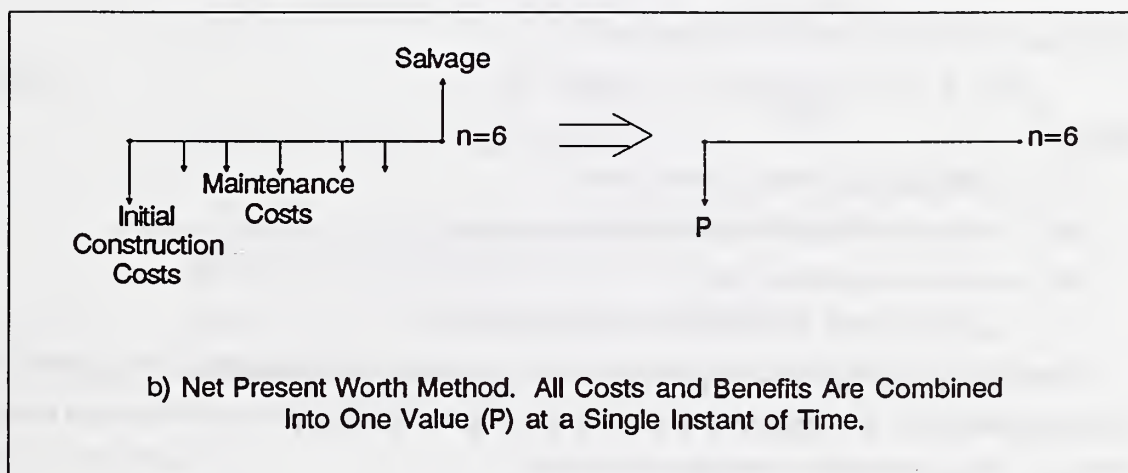 Salvage
n=6
Maintenance
Costs
Initial
Construction
Costs
n=6
P
b) Net Present Worth Method. All Costs and Benefits Are Combined
Into One Value (P) at a Single Instant of Time.